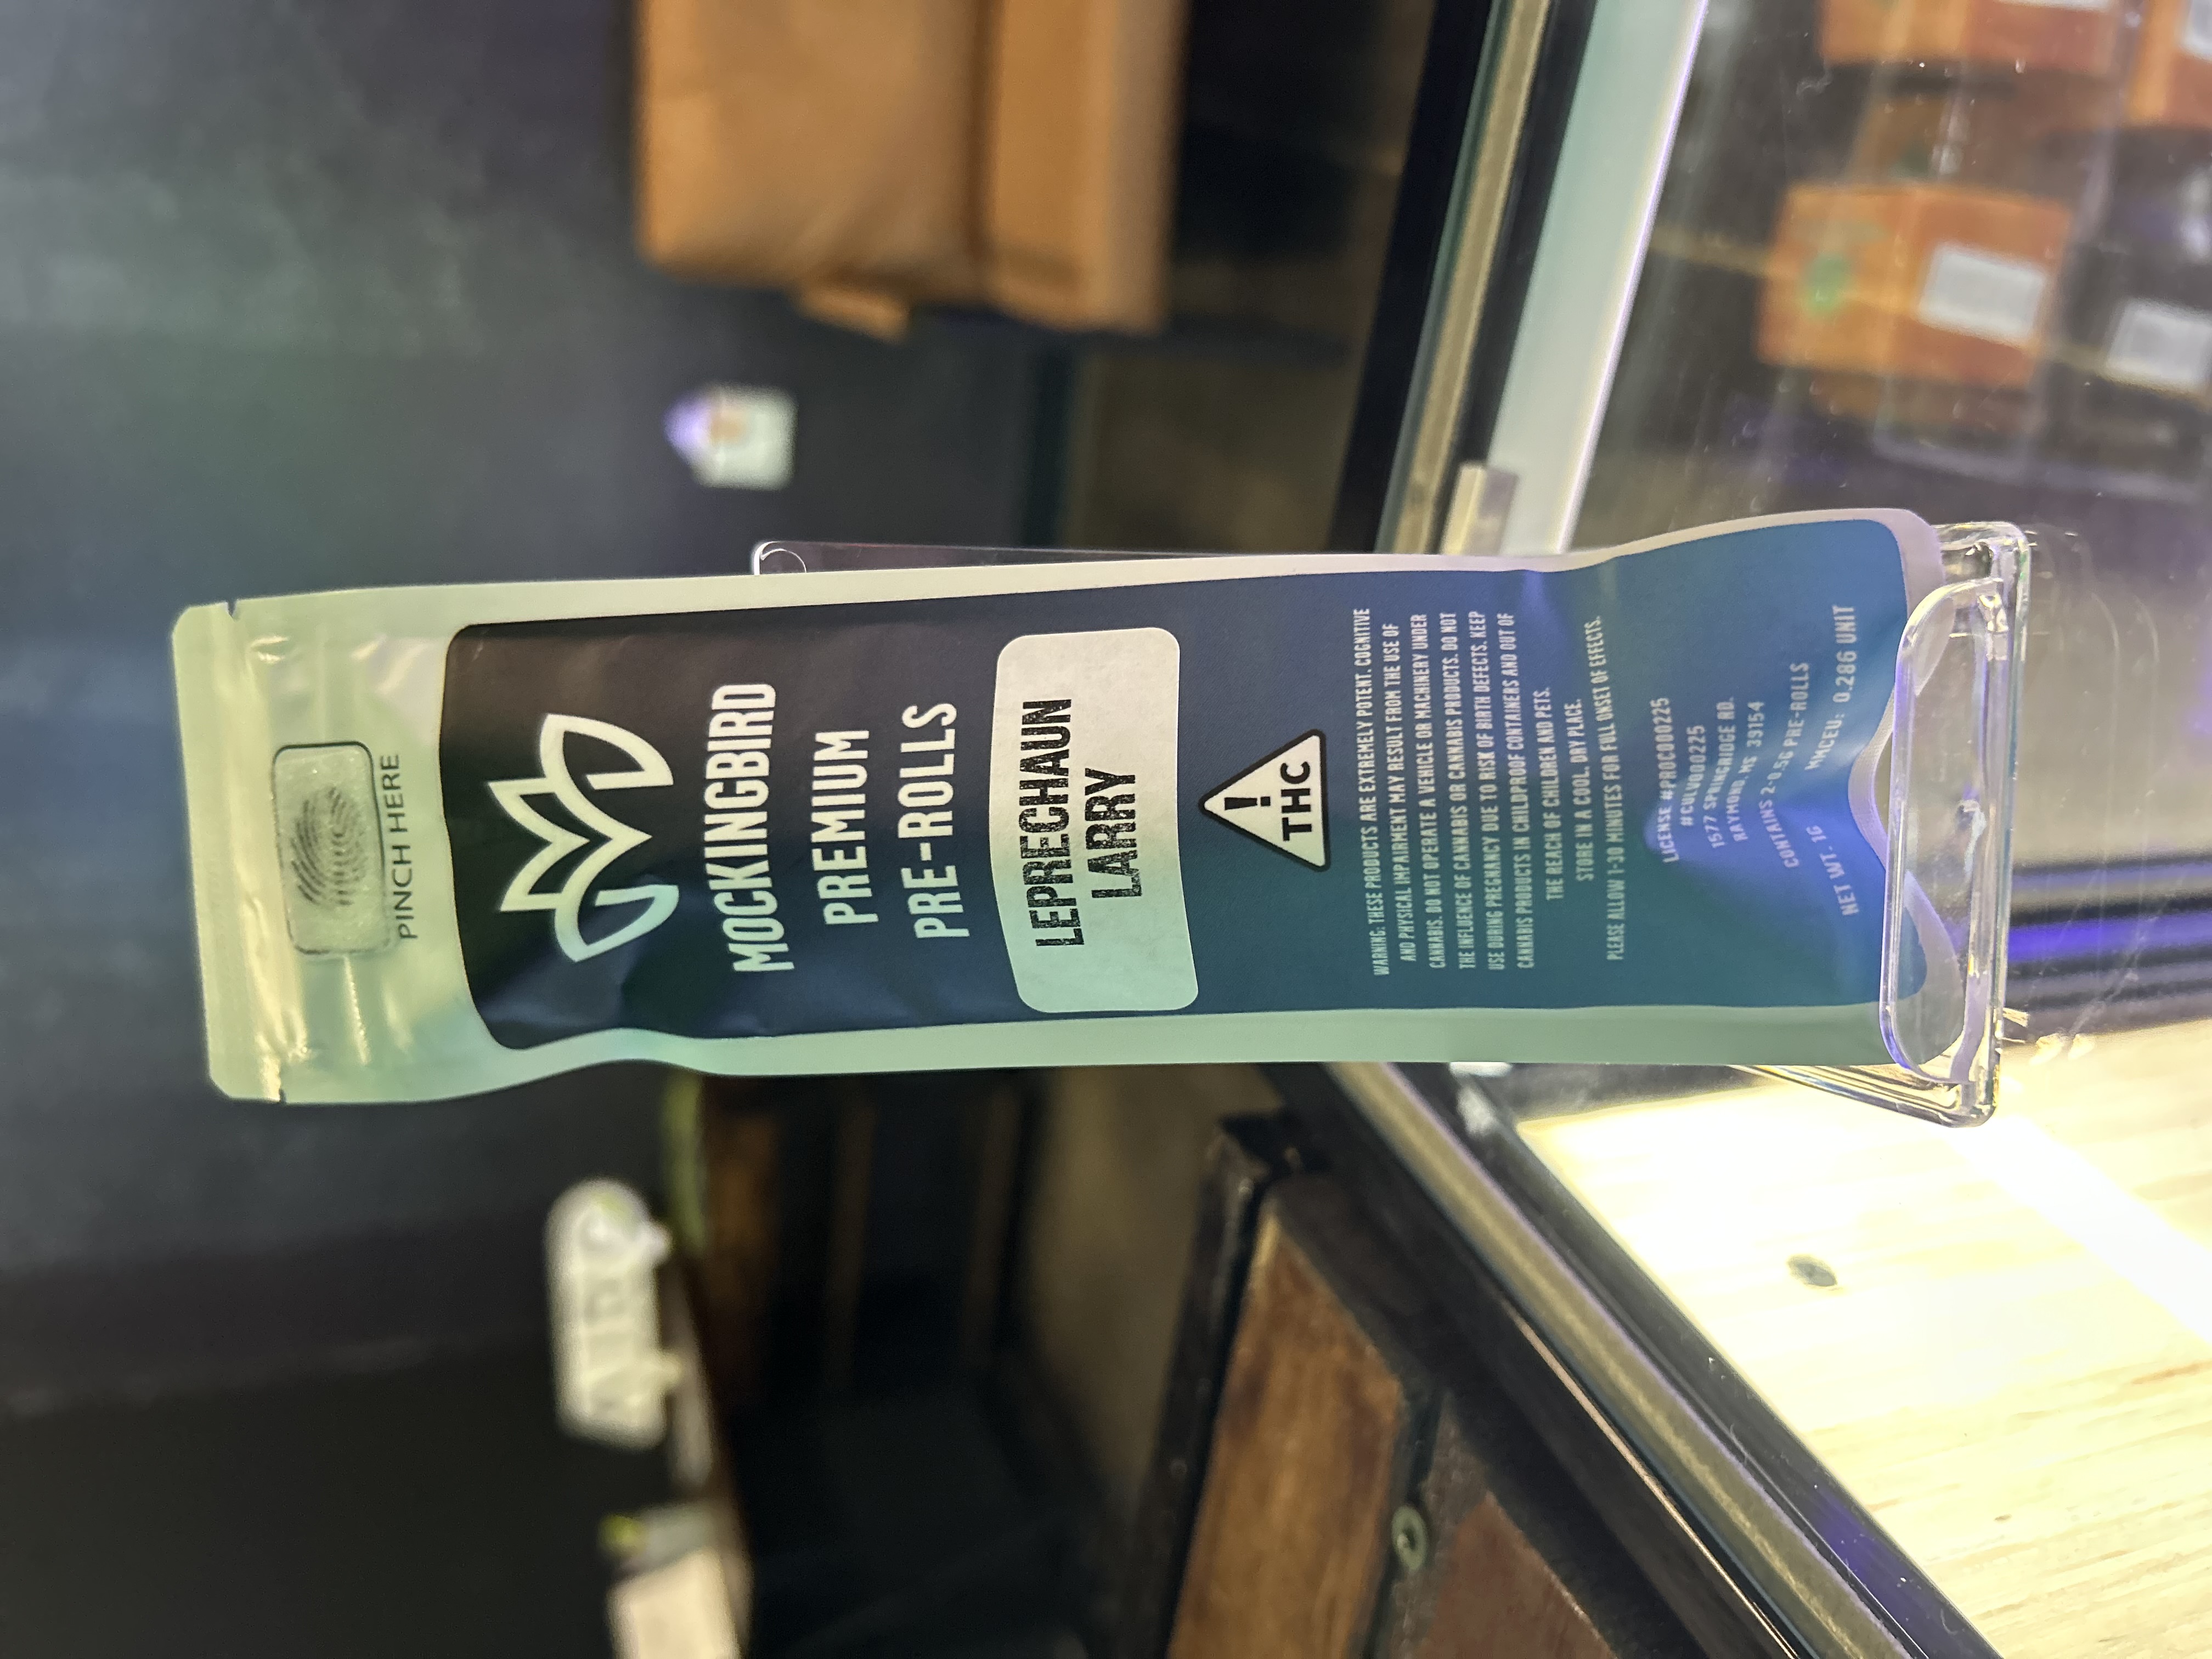 PINCH HERE
MOCKINGBIRD
PREMIUM
PRE-ROLLS
LEPRECHAUN
LARRY
!
THC
WARNING: THESE PRODUCTS ARE EXTREMELY POTENT. COGNITIVE
AND PHYSICAL IMPAIRMENT MAY RESULT FROM THE USE OF
CANNABIS. DO NOT OPERATE A VEHICLE OR MACHINERY UNDER
THE INFLUENCE OF CANNABIS OR CANNABIS PRODUCTS. DO NOT
USE DURING PREGNANCY DUE TO RISK OF BIRTH DEFECTS. KEEP
CANNABIS PRODUCTS IN CHILDPROOF CONTAINERS AND OUT OF
THE REACH OF CHILDREN AND PETS.
STORE IN A COOL, DRY PLACE.
PLEASE ALLOW 1-30 MINUTES FOR FULL ONSET OF EFFECTS.
LICENSE #PROC000225
#CULV000225
1577 SPRINGRIDGE RD.
RAYMOND, MS 39154
CONTAINS 2-0.5G PRE-ROLLS
NET WT. 1G MMCEU: 0.286 UNIT